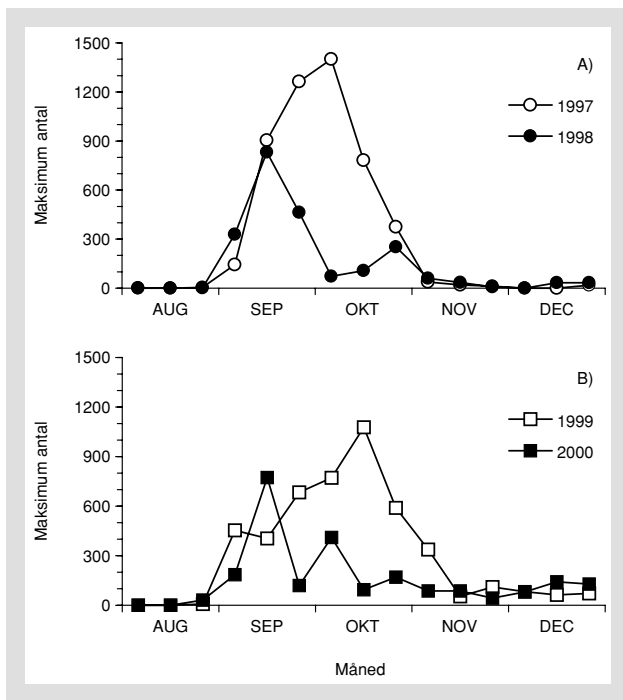 A)
1500
1200
900
600
300
0
Maksimum antal
1997
1998
AUG SEP OKT NOV DEC
B)
1500
1200
900
600
300
0
Maksimum antal
1999
2000
AUG SEP OKT NOV DEC
Måned